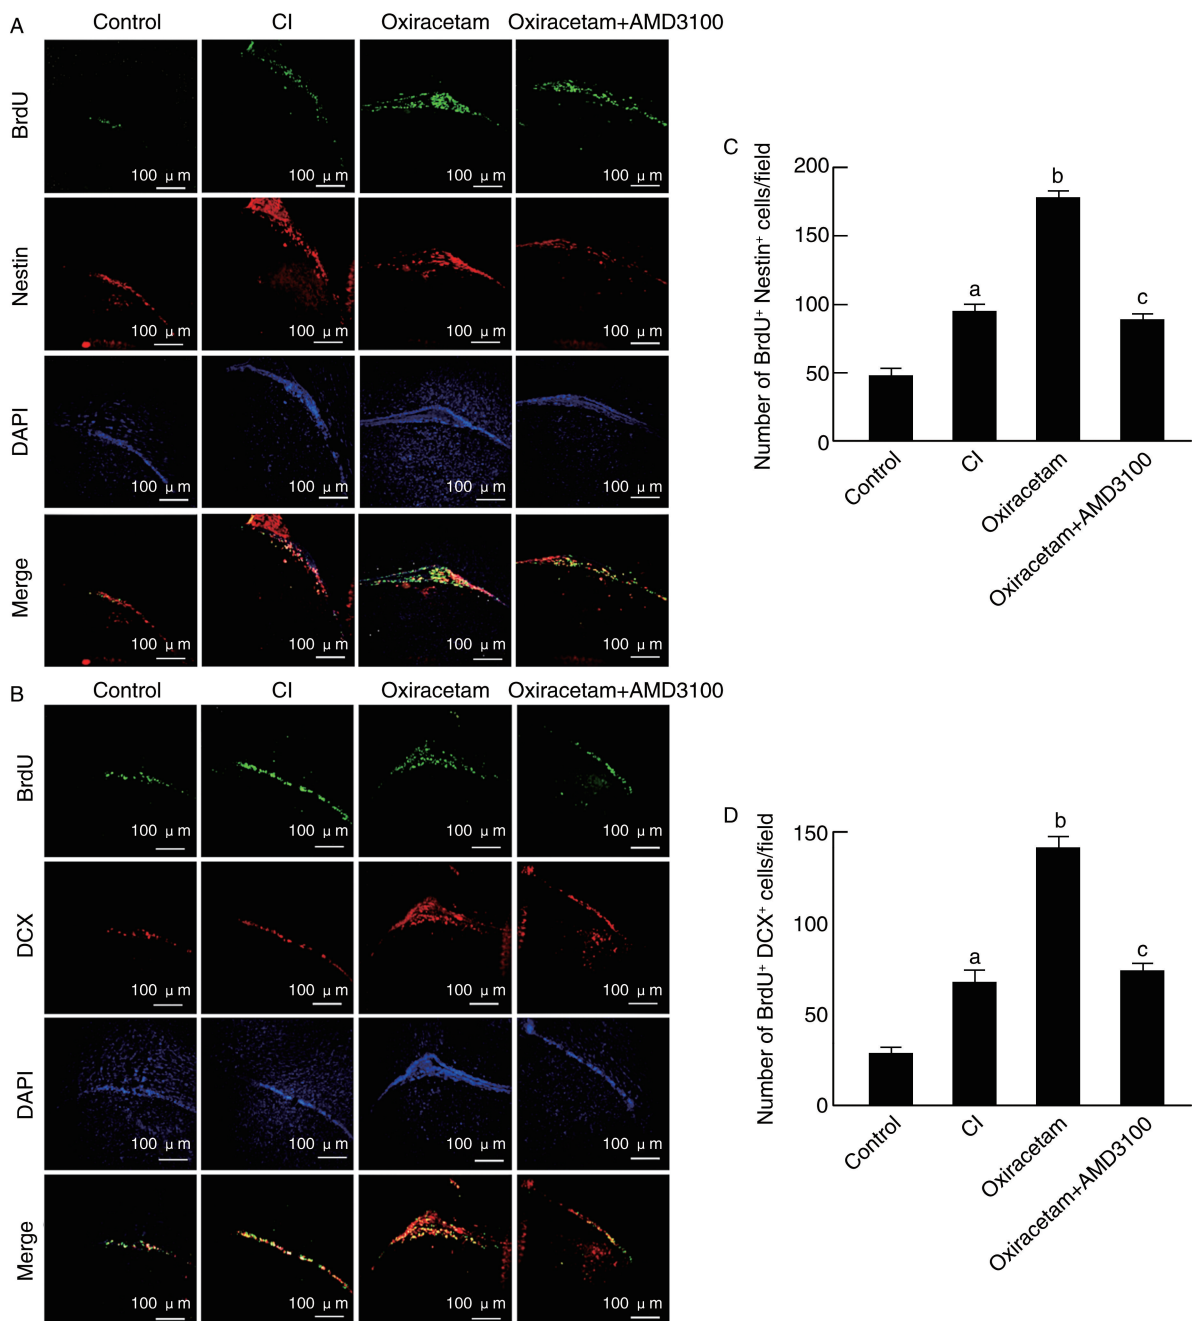 A
Control
CI
Oxiracetam
Oxiracetam+AMD3100
BrdU
100 μm
100 μm
100 μm
100 μm
Nestin
100 μm
100 μm
100 μm
100 μm
DAPI
100 μm
100 μm
100 μm
100 μm
Merge
100 μm
100 μm
100 μm
100 μm
B
Control
CI
Oxiracetam
Oxiracetam+AMD3100
BrdU
100 μm
100 μm
100 μm
100 μm
DCX
100 μm
100 μm
100 μm
100 μm
DAPI
100 μm
100 μm
100 μm
100 μm
Merge
100 μm
100 μm
100 μm
100 μm
C
Number of BrdU⁺ Nestin⁺ cells/field
200
150
100
50
0
a
b
c
Control
CI
Oxiracetam
Oxiracetam+AMD3100
D
Number of BrdU⁺ DCX⁺ cells/field
150
100
50
0
a
b
c
Control
CI
Oxiracetam
Oxiracetam+AMD3100